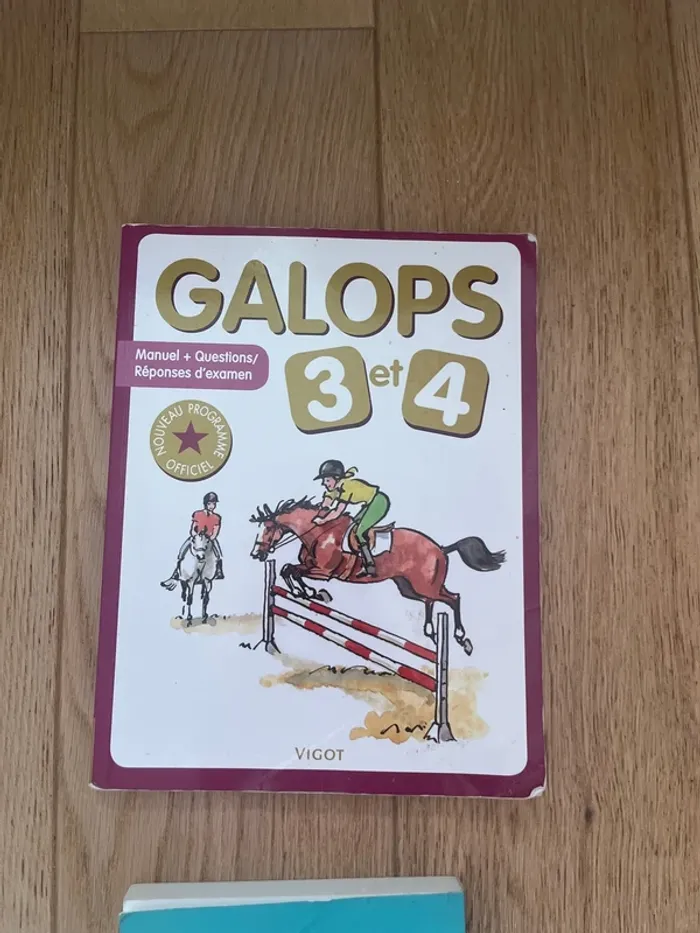 GALOPS
3 et 4
Manuel + Questions/
Réponses d'examen
NOUVEAU PROGRAMME
OFFICIEL
VIGOT